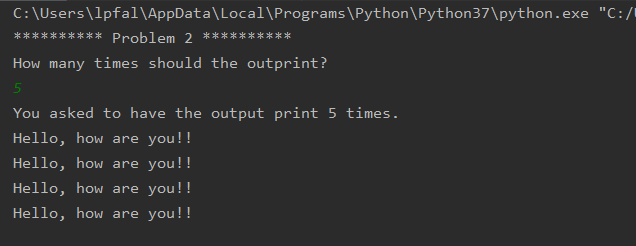 C:\Users\lpfal\AppData\Local\Programs\Python\Python37\python.exe "C:/U
********** Problem 2 **********
How many times should the outprint?
5
You asked to have the output print 5 times.
Hello, how are you!!
Hello, how are you!!
Hello, how are you!!
Hello, how are you!!